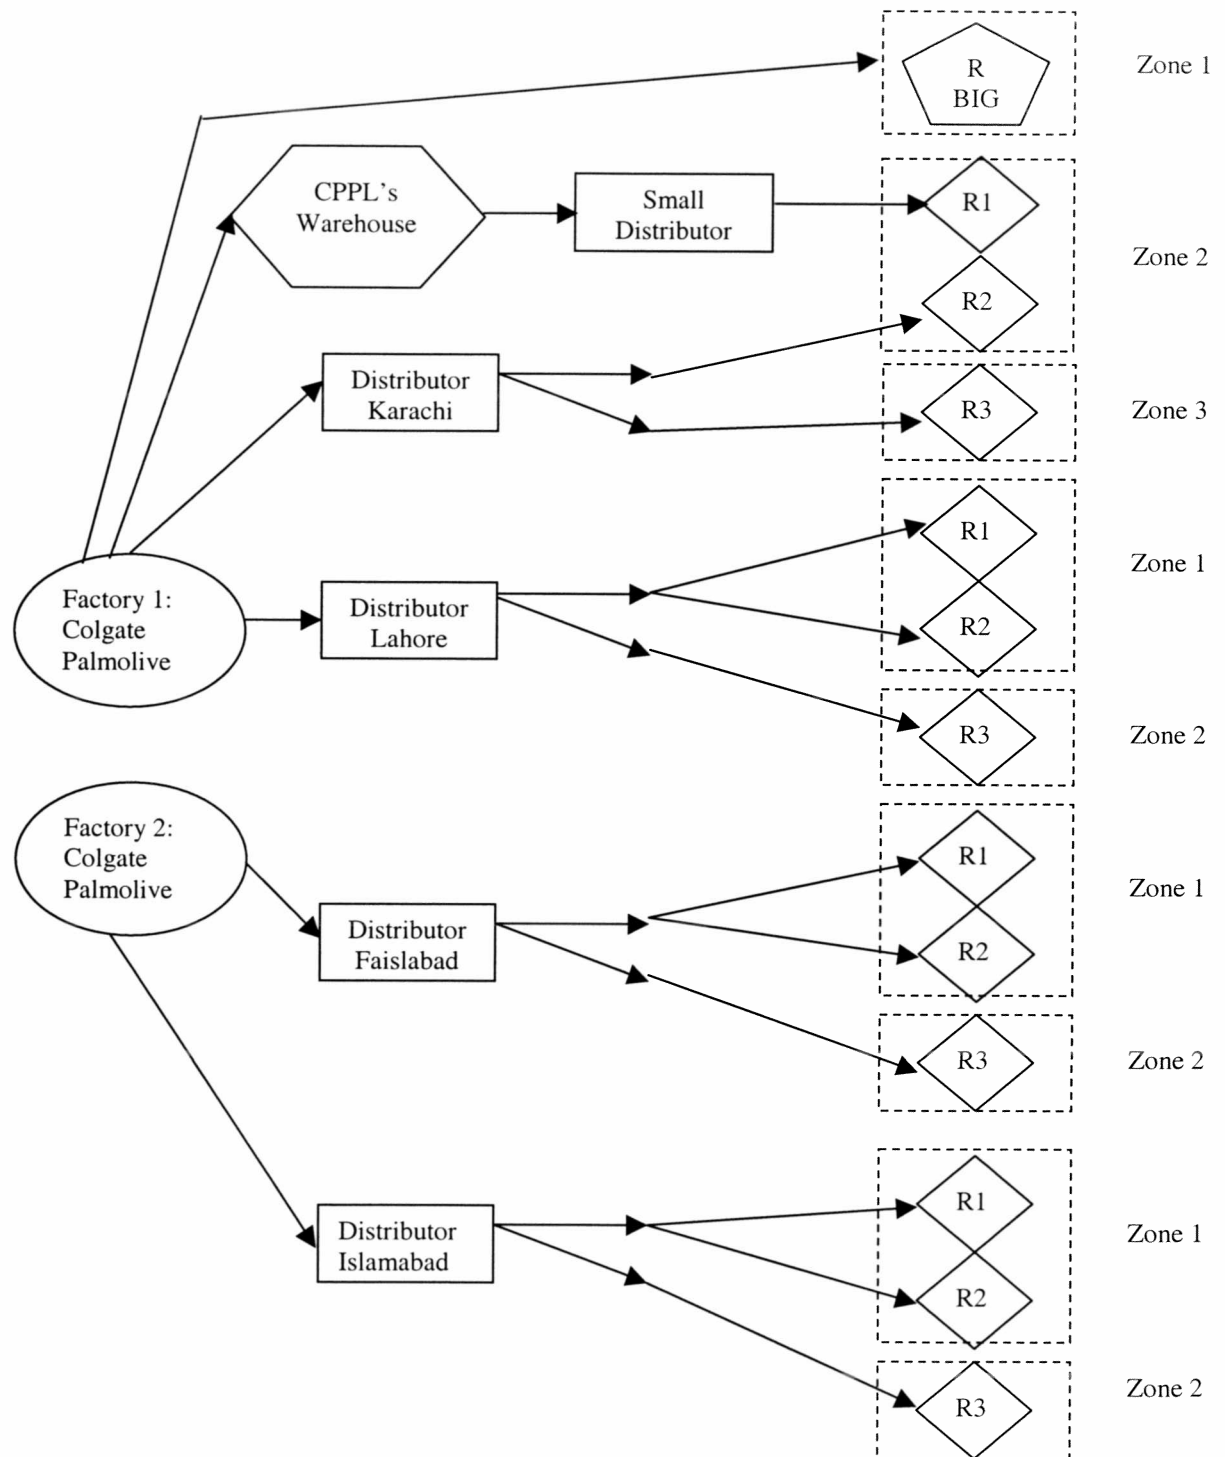 R
BIG
Zone 1
CPPL's
Warehouse
Small
Distributor
R1
Zone 2
R2
Distributor
Karachi
R3
Zone 3
R1
Zone 1
Factory 1:
Colgate
Palmolive
Distributor
Lahore
R2
R3
Zone 2
Factory 2:
Colgate
Palmolive
R1
Zone 1
Distributor
Faislabad
R2
R3
Zone 2
R1
Zone 1
Distributor
Islamabad
R2
R3
Zone 2